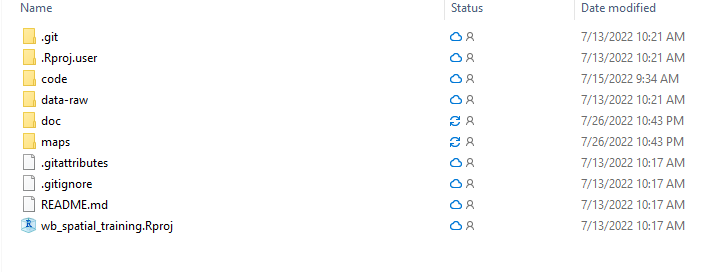 Name Status Date modified
.git 7/13/2022 10:21 AM
.Rproj.user 7/13/2022 10:21 AM
code 7/15/2022 9:34 AM
data-raw 7/13/2022 10:21 AM
doc 7/26/2022 10:43 PM
maps 7/26/2022 10:43 PM
.gitattributes 7/13/2022 10:17 AM
.gitignore 7/13/2022 10:17 AM
README.md 7/13/2022 10:17 AM
wb_spatial_training.Rproj 7/13/2022 10:17 AM